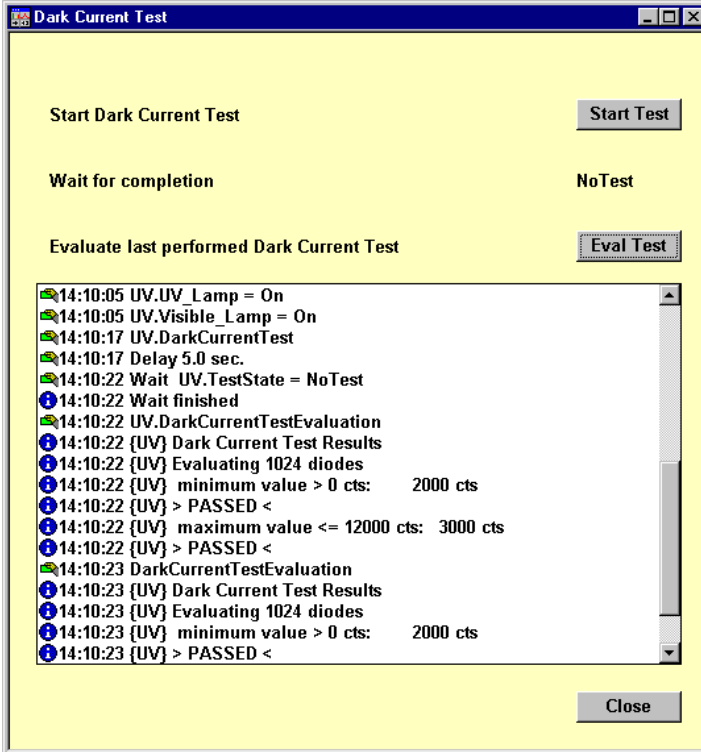 Dark Current Test
Start Dark Current Test Start Test
Wait for completion NoTest
Evaluate last performed Dark Current Test Eval Test
14:10:05 UV.UV_Lamp = On
14:10:05 UV.Visible_Lamp = On
14:10:17 UV.DarkCurrentTest
14:10:17 Delay 5.0 sec.
14:10:22 Wait UV.TestState = NoTest
14:10:22 Wait finished
14:10:22 UV.DarkCurrentTestEvaluation
14:10:22 {UV} Dark Current Test Results
14:10:22 {UV} Evaluating 1024 diodes
14:10:22 {UV} minimum value > 0 cts: 2000 cts
14:10:22 {UV} > PASSED <
14:10:22 {UV} maximum value <= 12000 cts: 3000 cts
14:10:22 {UV} > PASSED <
14:10:23 DarkCurrentTestEvaluation
14:10:23 {UV} Dark Current Test Results
14:10:23 {UV} Evaluating 1024 diodes
14:10:23 {UV} minimum value > 0 cts: 2000 cts
14:10:23 {UV} > PASSED <
Close